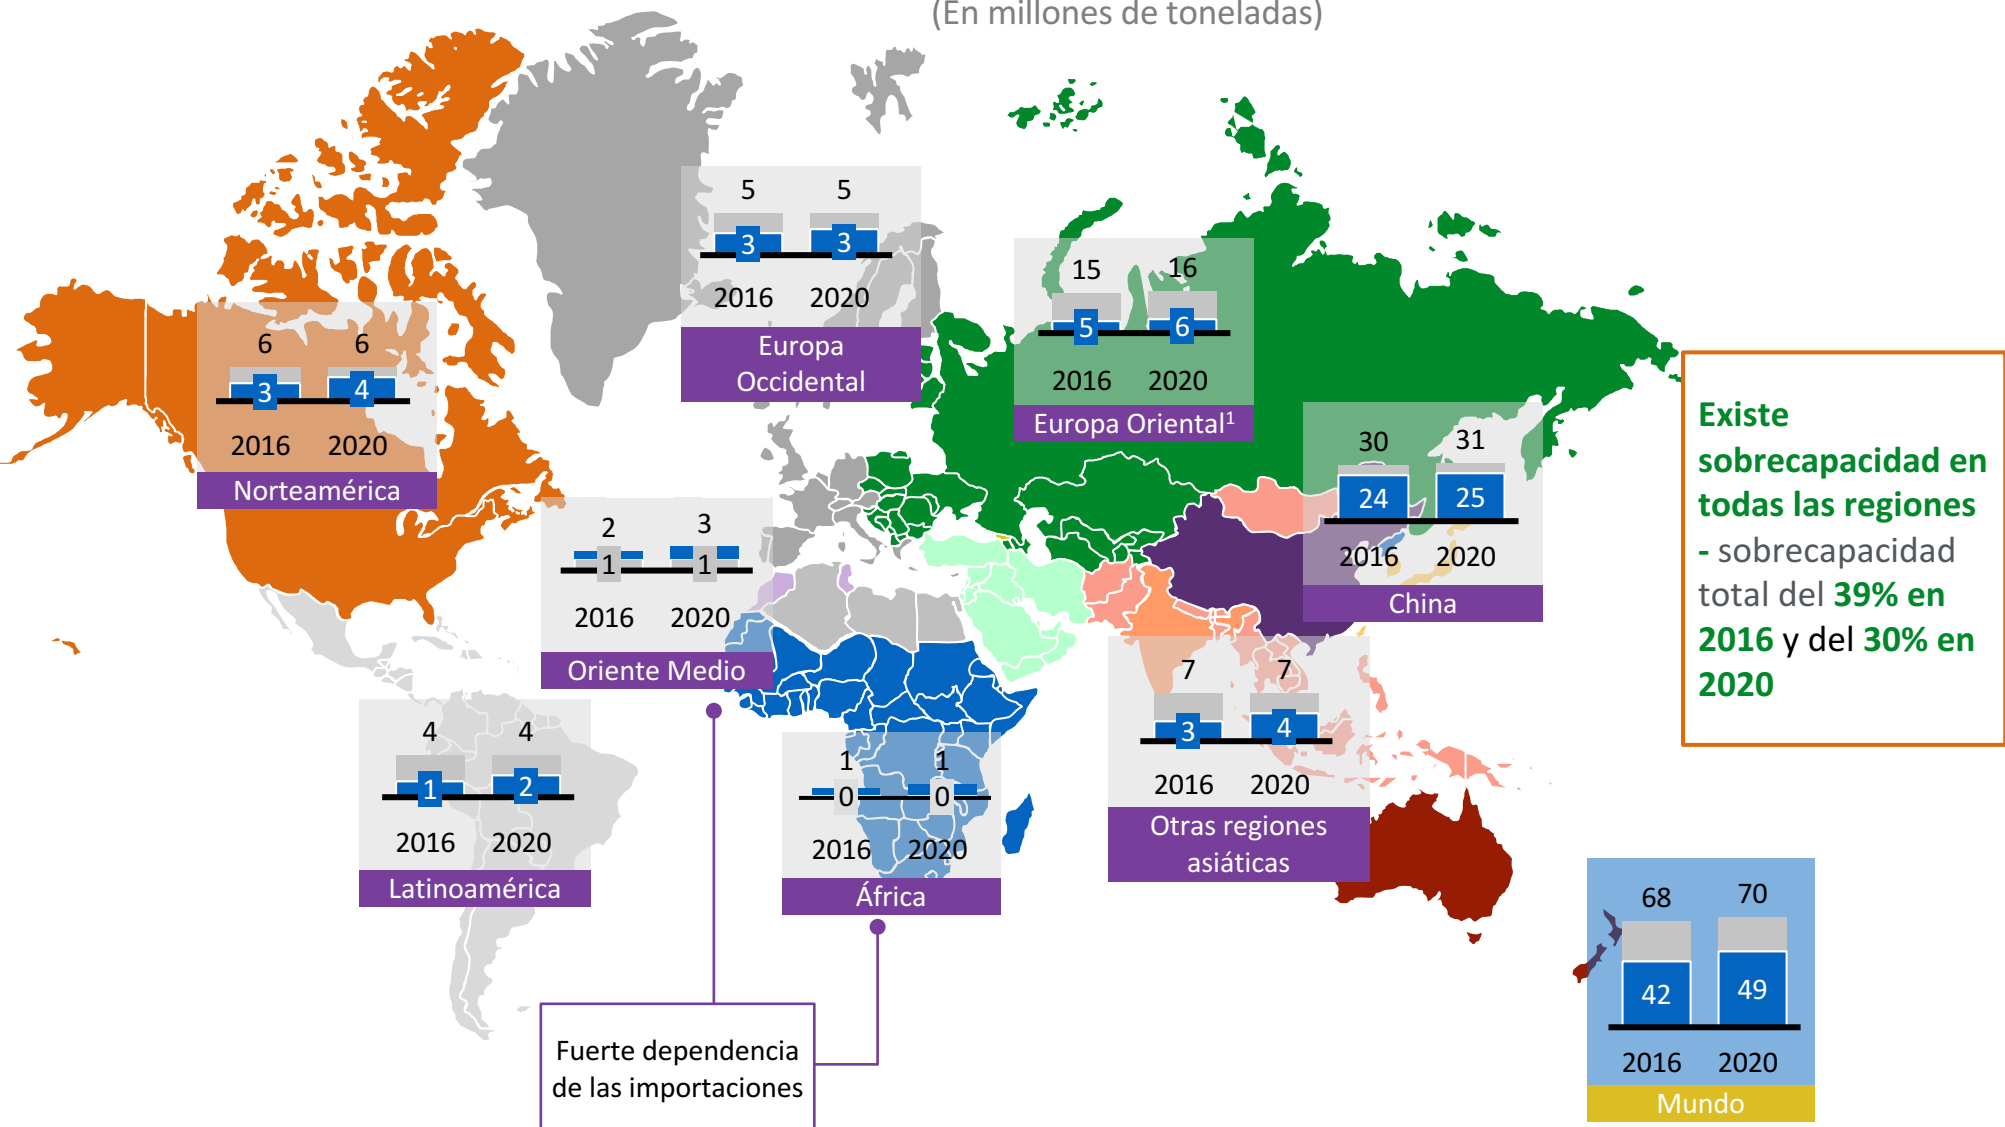 (En millones de toneladas)
5 5
3 3
2016 2020
Europa
Occidental
15 16
5 6
2016 2020
Europa Oriental¹
6 6
3 4
2016 2020
Norteamérica
30 31
24 25
2016 2020
China
2 3
1 1
2016 2020
Oriente Medio
7 7
3 4
2016 2020
Otras regiones
asiáticas
4 4
1 2
2016 2020
Latinoamérica
1 1
0 0
2016 2020
África
Existe
sobrecapacidad en
todas las regiones
- sobrecapacidad
total del 39% en
2016 y del 30% en
2020
68 70
42 49
2016 2020
Mundo
Fuerte dependencia
de las importaciones